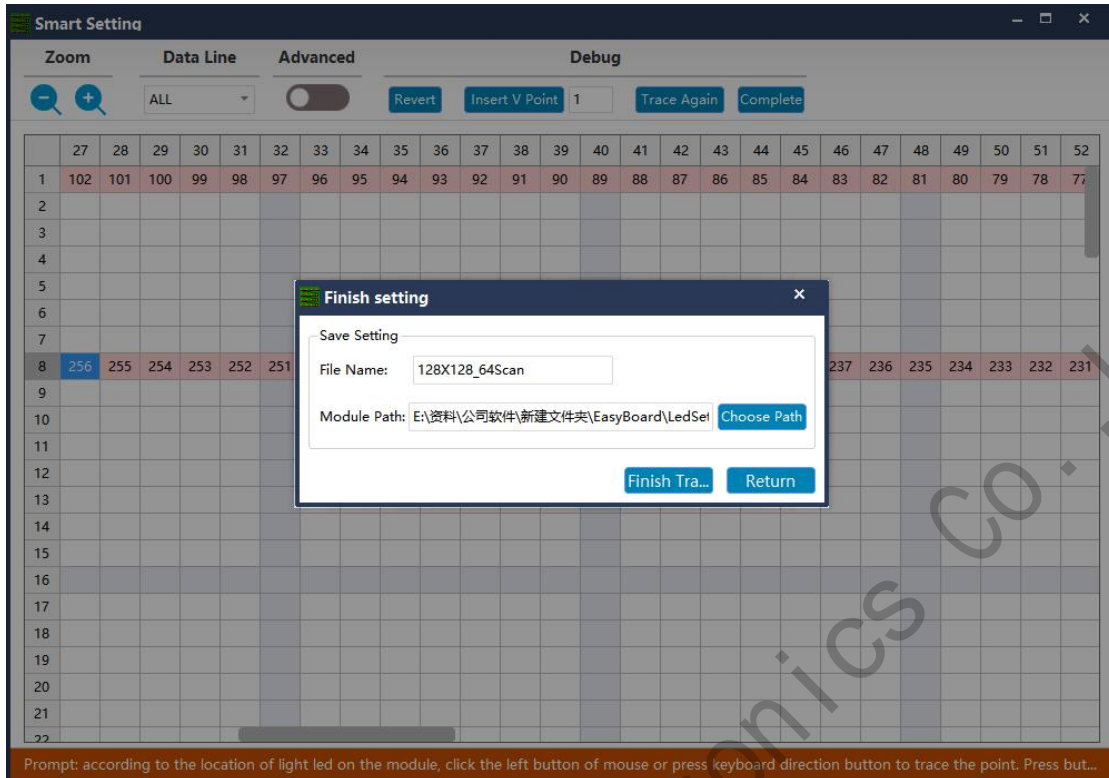 Smart Setting
Zoom Data Line Advanced Debug
ALL Revert Insert V Point 1 Trace Again Complete
27 28 29 30 31 32 33 34 35 36 37 38 39 40 41 42 43 44 45 46 47 48 49 50 51 52
1 102 101 100 99 98 97 96 95 94 93 92 91 90 89 88 87 86 85 84 83 82 81 80 79 78 77
2
3
4
5
6
7
8 256 255 254 253 252 251 237 236 235 234 233 232 231
9
10
11
12
13
14
15
16
17
18
19
20
21
22
Finish setting
Save Setting
File Name: 128X128_64Scan
Module Path: E:\资料\公司软件\新建文件夹\EasyBoard\LedSet Choose Path
Finish Tra... Return
Prompt: according to the location of light led on the module, click the left button of mouse or press keyboard direction button to trace the point. Press but...
onics Co.